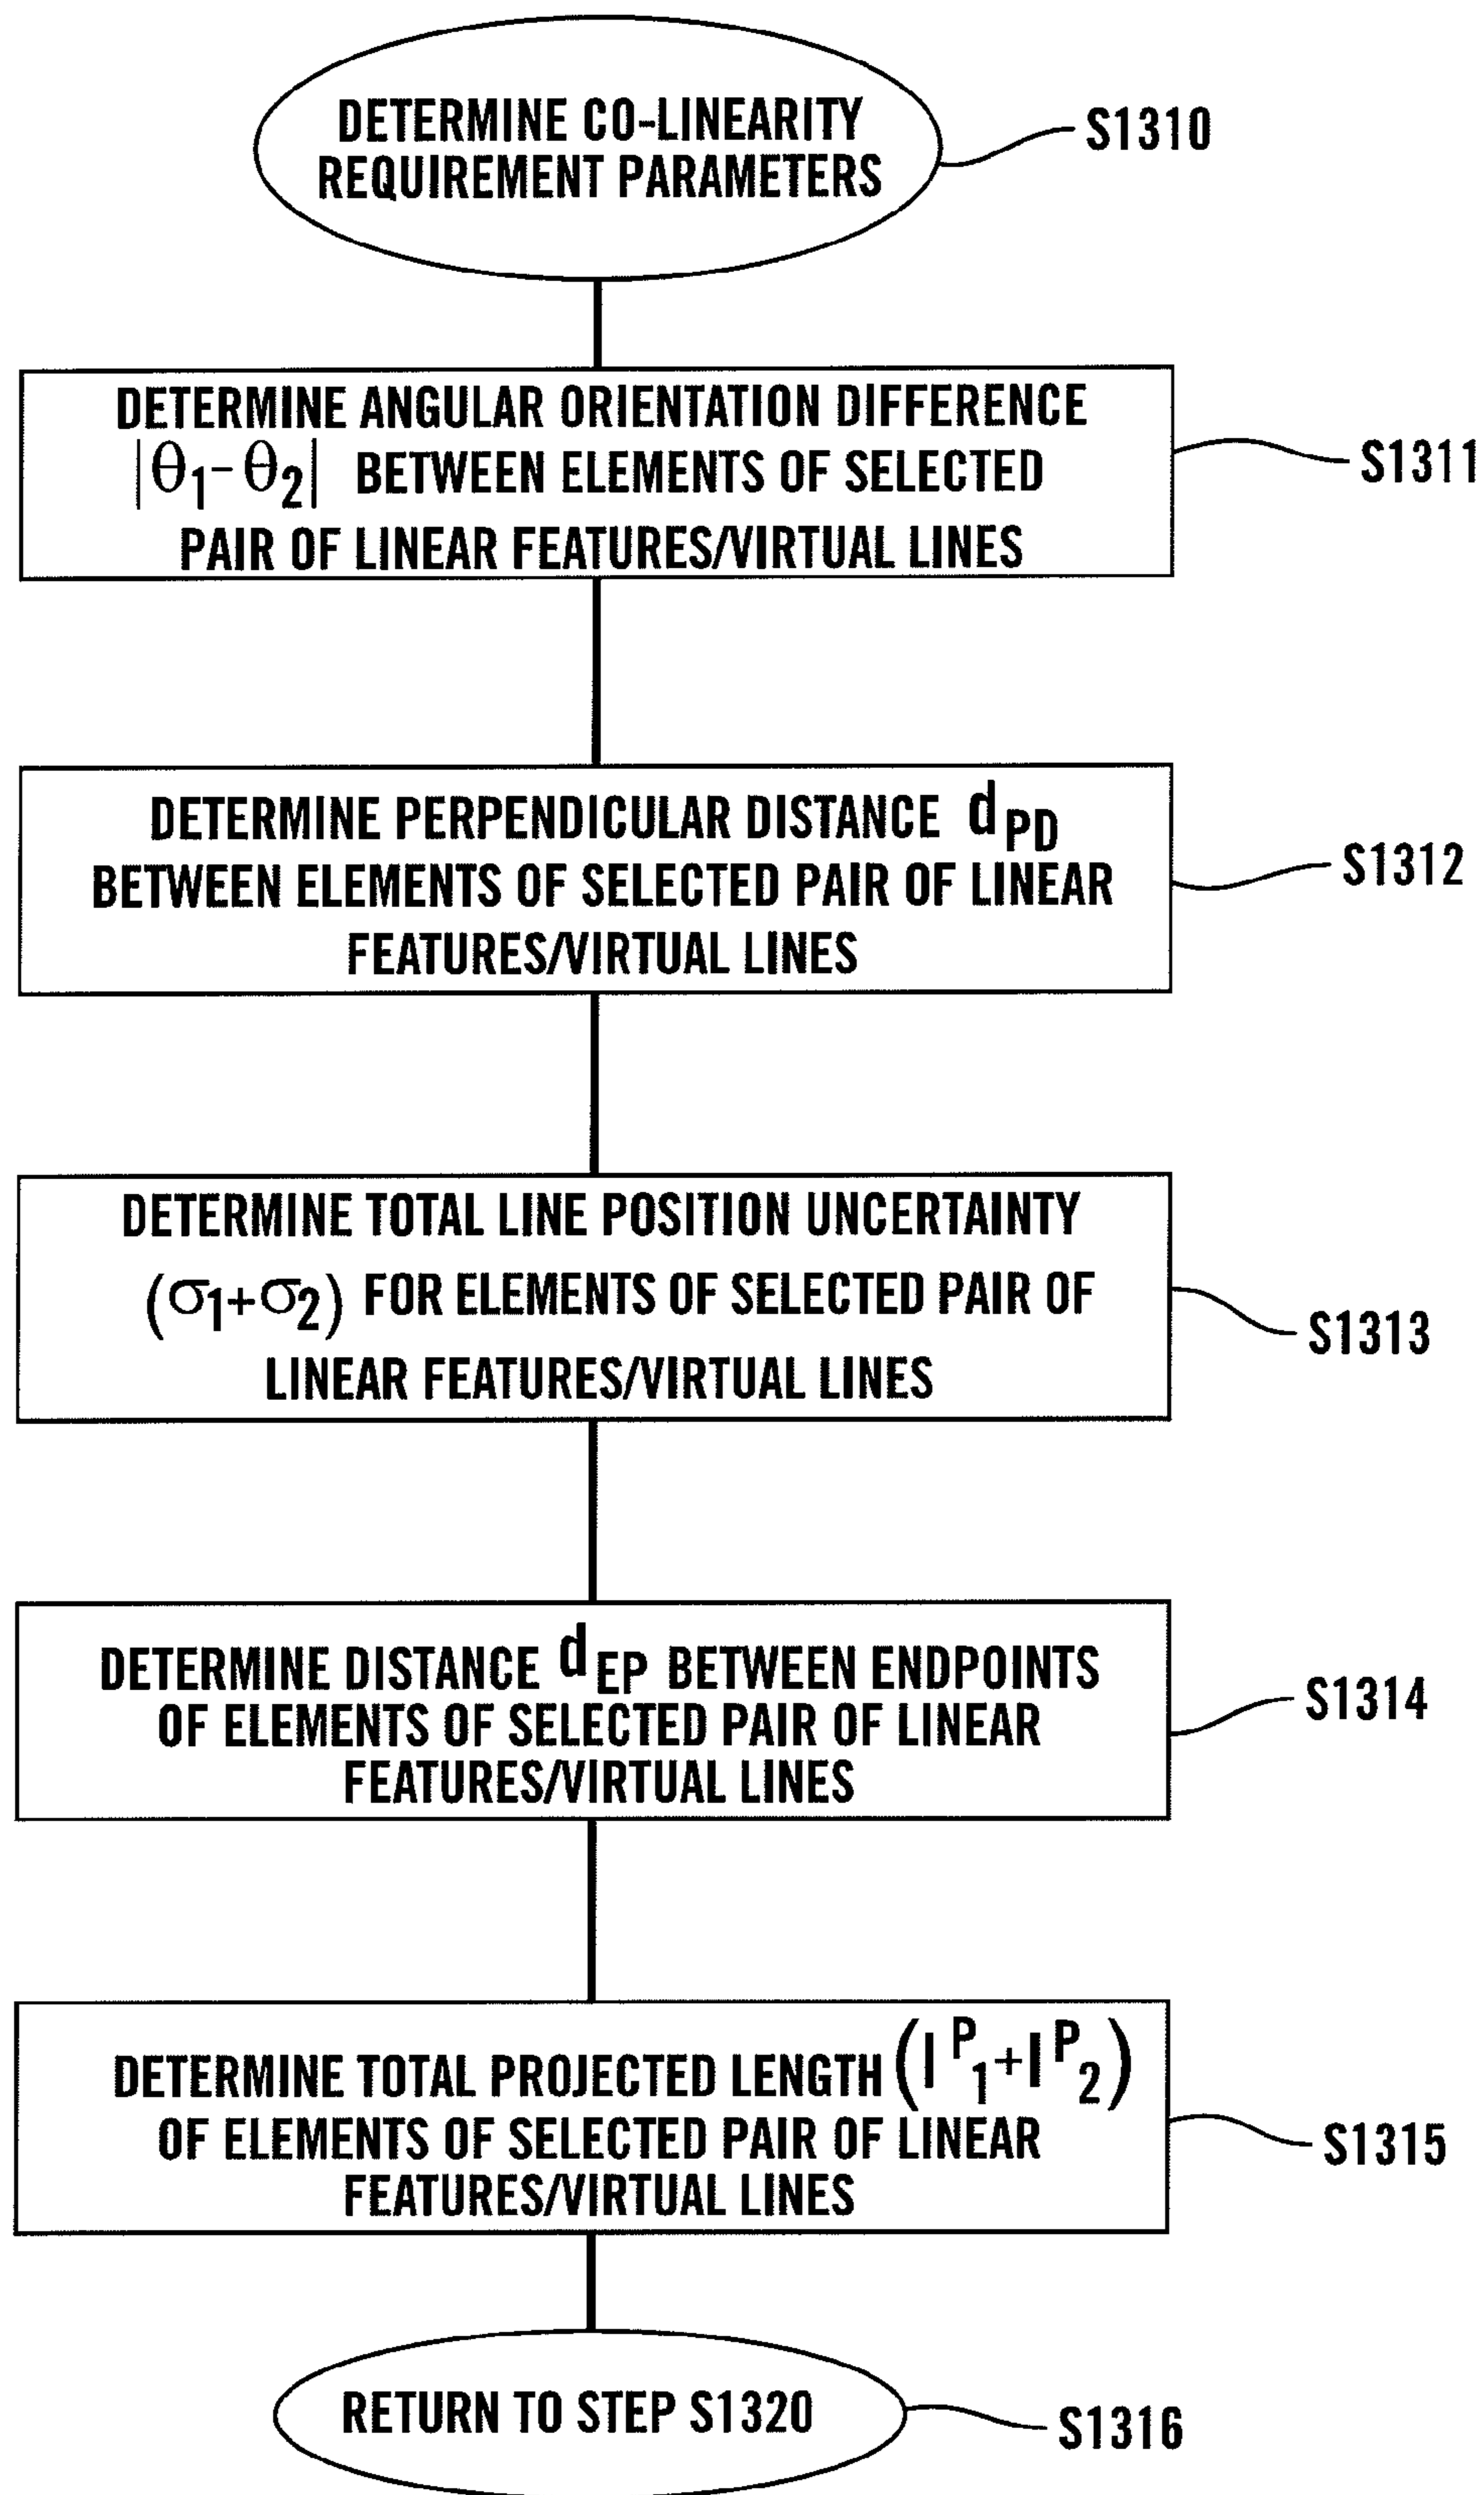 DETERMINE CO-LINEARITY
REQUIREMENT PARAMETERS
S1310
DETERMINE ANGULAR ORIENTATION DIFFERENCE
|θ1-θ2| BETWEEN ELEMENTS OF SELECTED
PAIR OF LINEAR FEATURES/VIRTUAL LINES
S1311
DETERMINE PERPENDICULAR DISTANCE dPD
BETWEEN ELEMENTS OF SELECTED PAIR OF LINEAR
FEATURES/VIRTUAL LINES
S1312
DETERMINE TOTAL LINE POSITION UNCERTAINTY
(σ1+σ2) FOR ELEMENTS OF SELECTED PAIR OF
LINEAR FEATURES/VIRTUAL LINES
S1313
DETERMINE DISTANCE dEP BETWEEN ENDPOINTS
OF ELEMENTS OF SELECTED PAIR OF LINEAR
FEATURES/VIRTUAL LINES
S1314
DETERMINE TOTAL PROJECTED LENGTH (lP1+lP2)
OF ELEMENTS OF SELECTED PAIR OF LINEAR
FEATURES/VIRTUAL LINES
S1315
RETURN TO STEP S1320
S1316